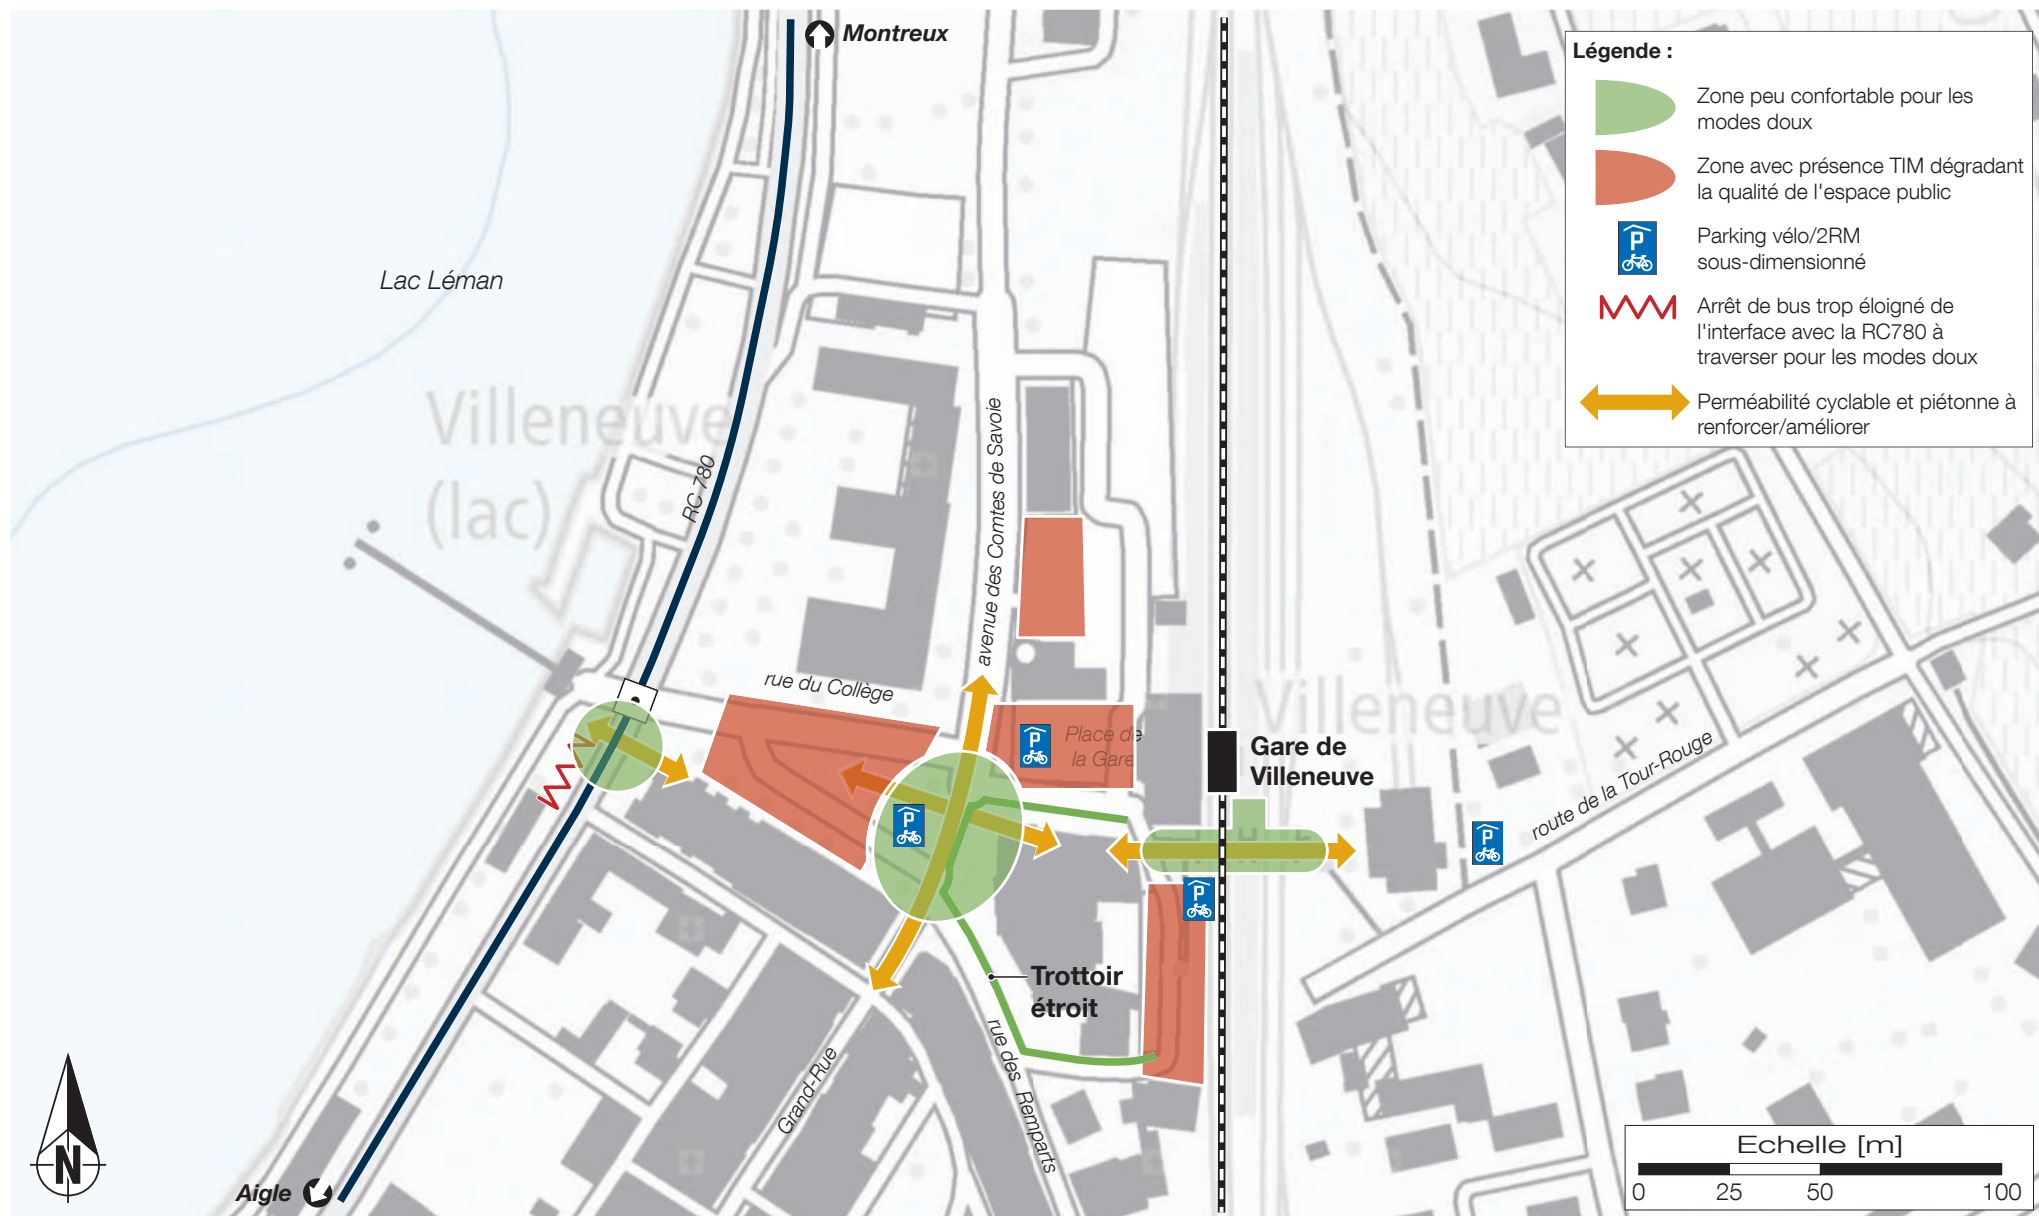 Montreux
Légende :
Zone peu confortable pour les
modes doux
Zone avec présence TIM dégradant
la qualité de l'espace public
P
Parking vélo/2RM
sous-dimensionné
Arrêt de bus trop éloigné de
l'interface avec la RC780 à
traverser pour les modes doux
Perméabilité cyclable et piétonne à
renforcer/améliorer
Lac Léman
Villeneuve
(lac)
RC 780
avenue des Comtes de Savoie
rue du Collège
P
Place de
la Gare
Villeneuve
Gare de
Villeneuve
P
P
P
route de la Tour-Rouge
Trottoir
étroit
rue des Remparts
Grand-Rue
N
Aigle
Echelle [m]
0 25 50 100